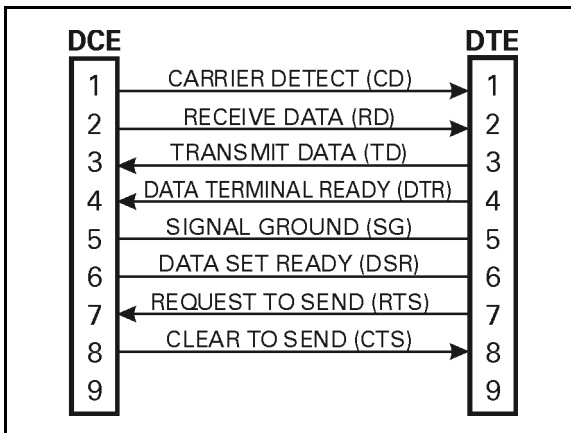 DCE DTE
1 CARRIER DETECT (CD) 1
2 RECEIVE DATA (RD) 2
3 TRANSMIT DATA (TD) 3
4 DATA TERMINAL READY (DTR) 4
5 SIGNAL GROUND (SG) 5
6 DATA SET READY (DSR) 6
7 REQUEST TO SEND (RTS) 7
8 CLEAR TO SEND (CTS) 8
9 9